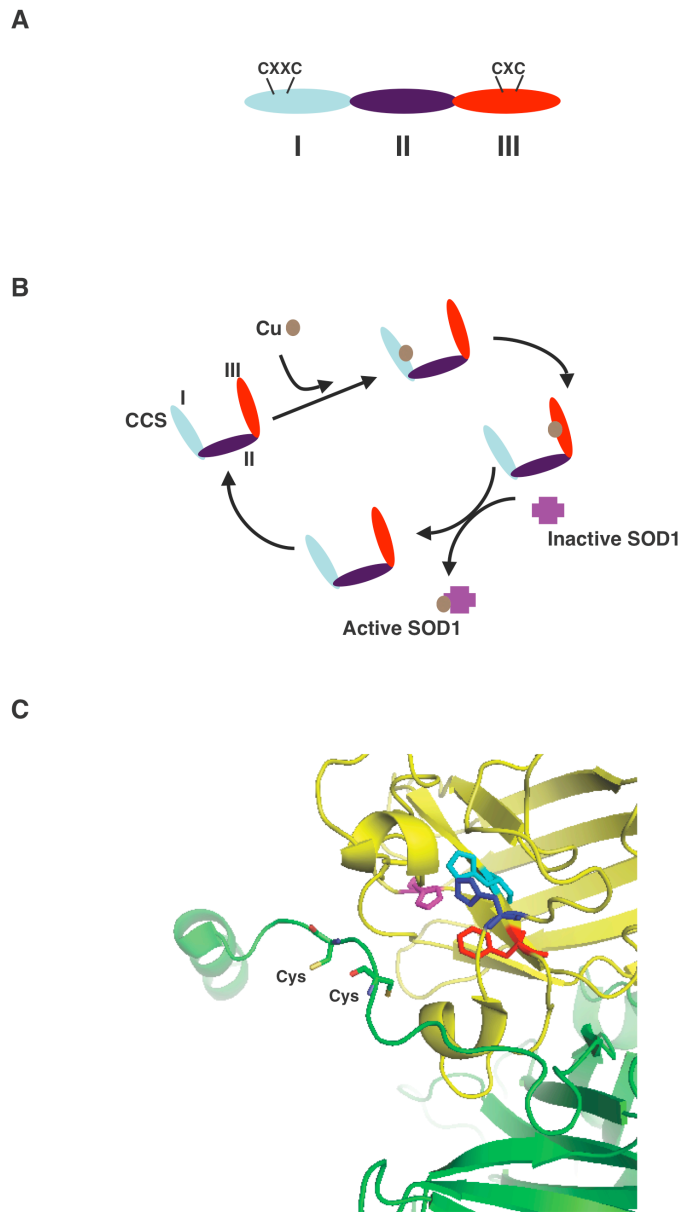 A
CXXC
CXC
I
II
III
B
Cu
III
I
CCS
II
Inactive SOD1
Active SOD1
C
Cys
Cys